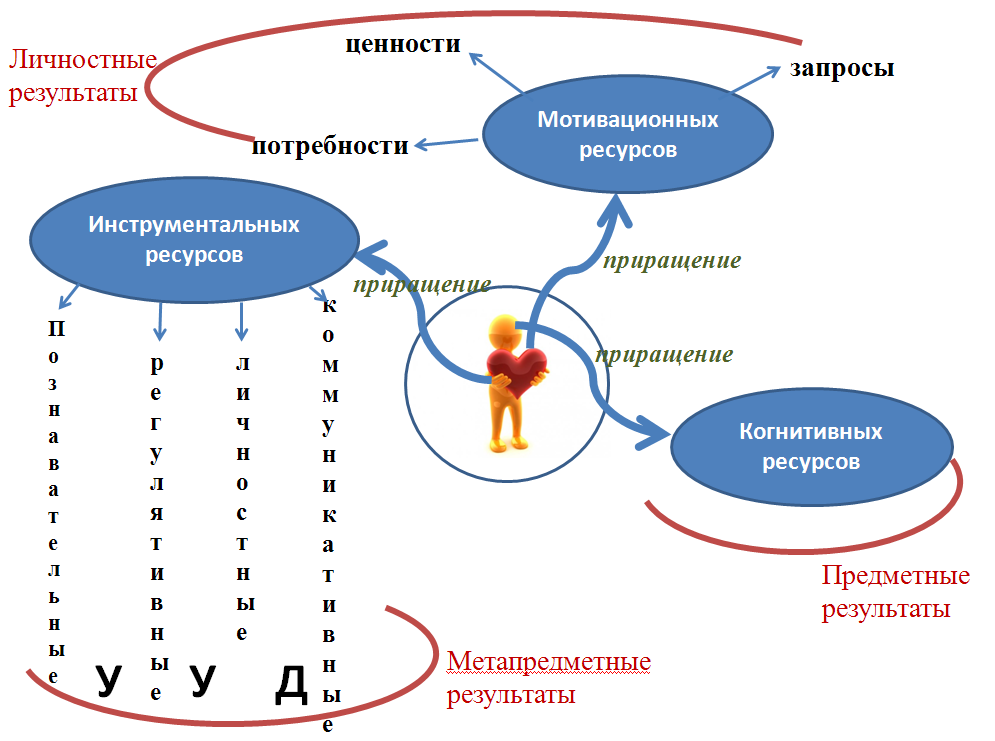 ценности
Личностные
результаты
запросы
Мотивационных
ресурсов
потребности
Инструментальных
ресурсов
приращение
приращение
приращение
Познавательные
регулятивные
личностные
коммуникативные
Когнитивных
ресурсов
Предметные
результаты
У У Д
Метапредметные
результаты